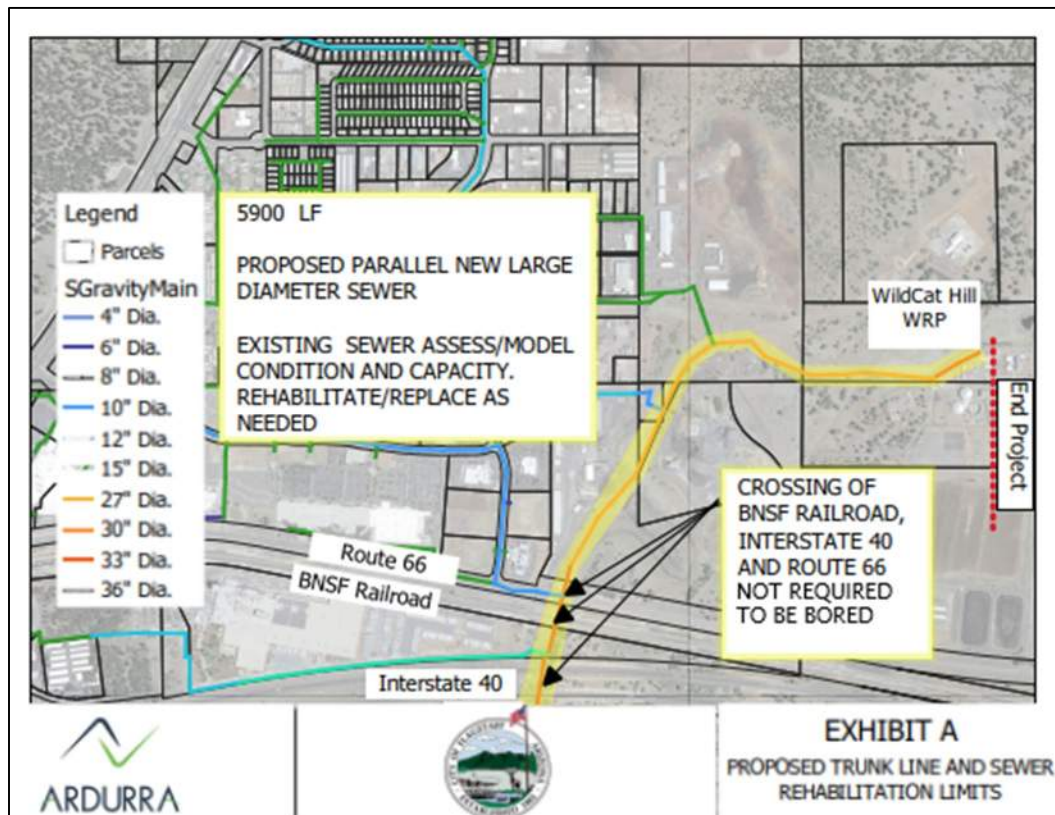 Legend
Parcels
SGravityMain
4" Dia.
6" Dia.
8" Dia.
10" Dia.
12" Dia.
15" Dia.
27" Dia.
30" Dia.
33" Dia.
36" Dia.
5900 LF
PROPOSED PARALLEL NEW LARGE
DIAMETER SEWER
EXISTING SEWER ASSESS/MODEL
CONDITION AND CAPACITY.
REHABILITATE/REPLACE AS
NEEDED
WildCat Hill
WRP
End Project
CROSSING OF
BNSF RAILROAD,
INTERSTATE 40
AND ROUTE 66
NOT REQUIRED
TO BE BORED
Route 66
BNSF Railroad
Interstate 40
ARDURRA
CITY OF FLAGSTAFF ARIZONA
EXHIBIT A
PROPOSED TRUNK LINE AND SEWER
REHABILITATION LIMITS